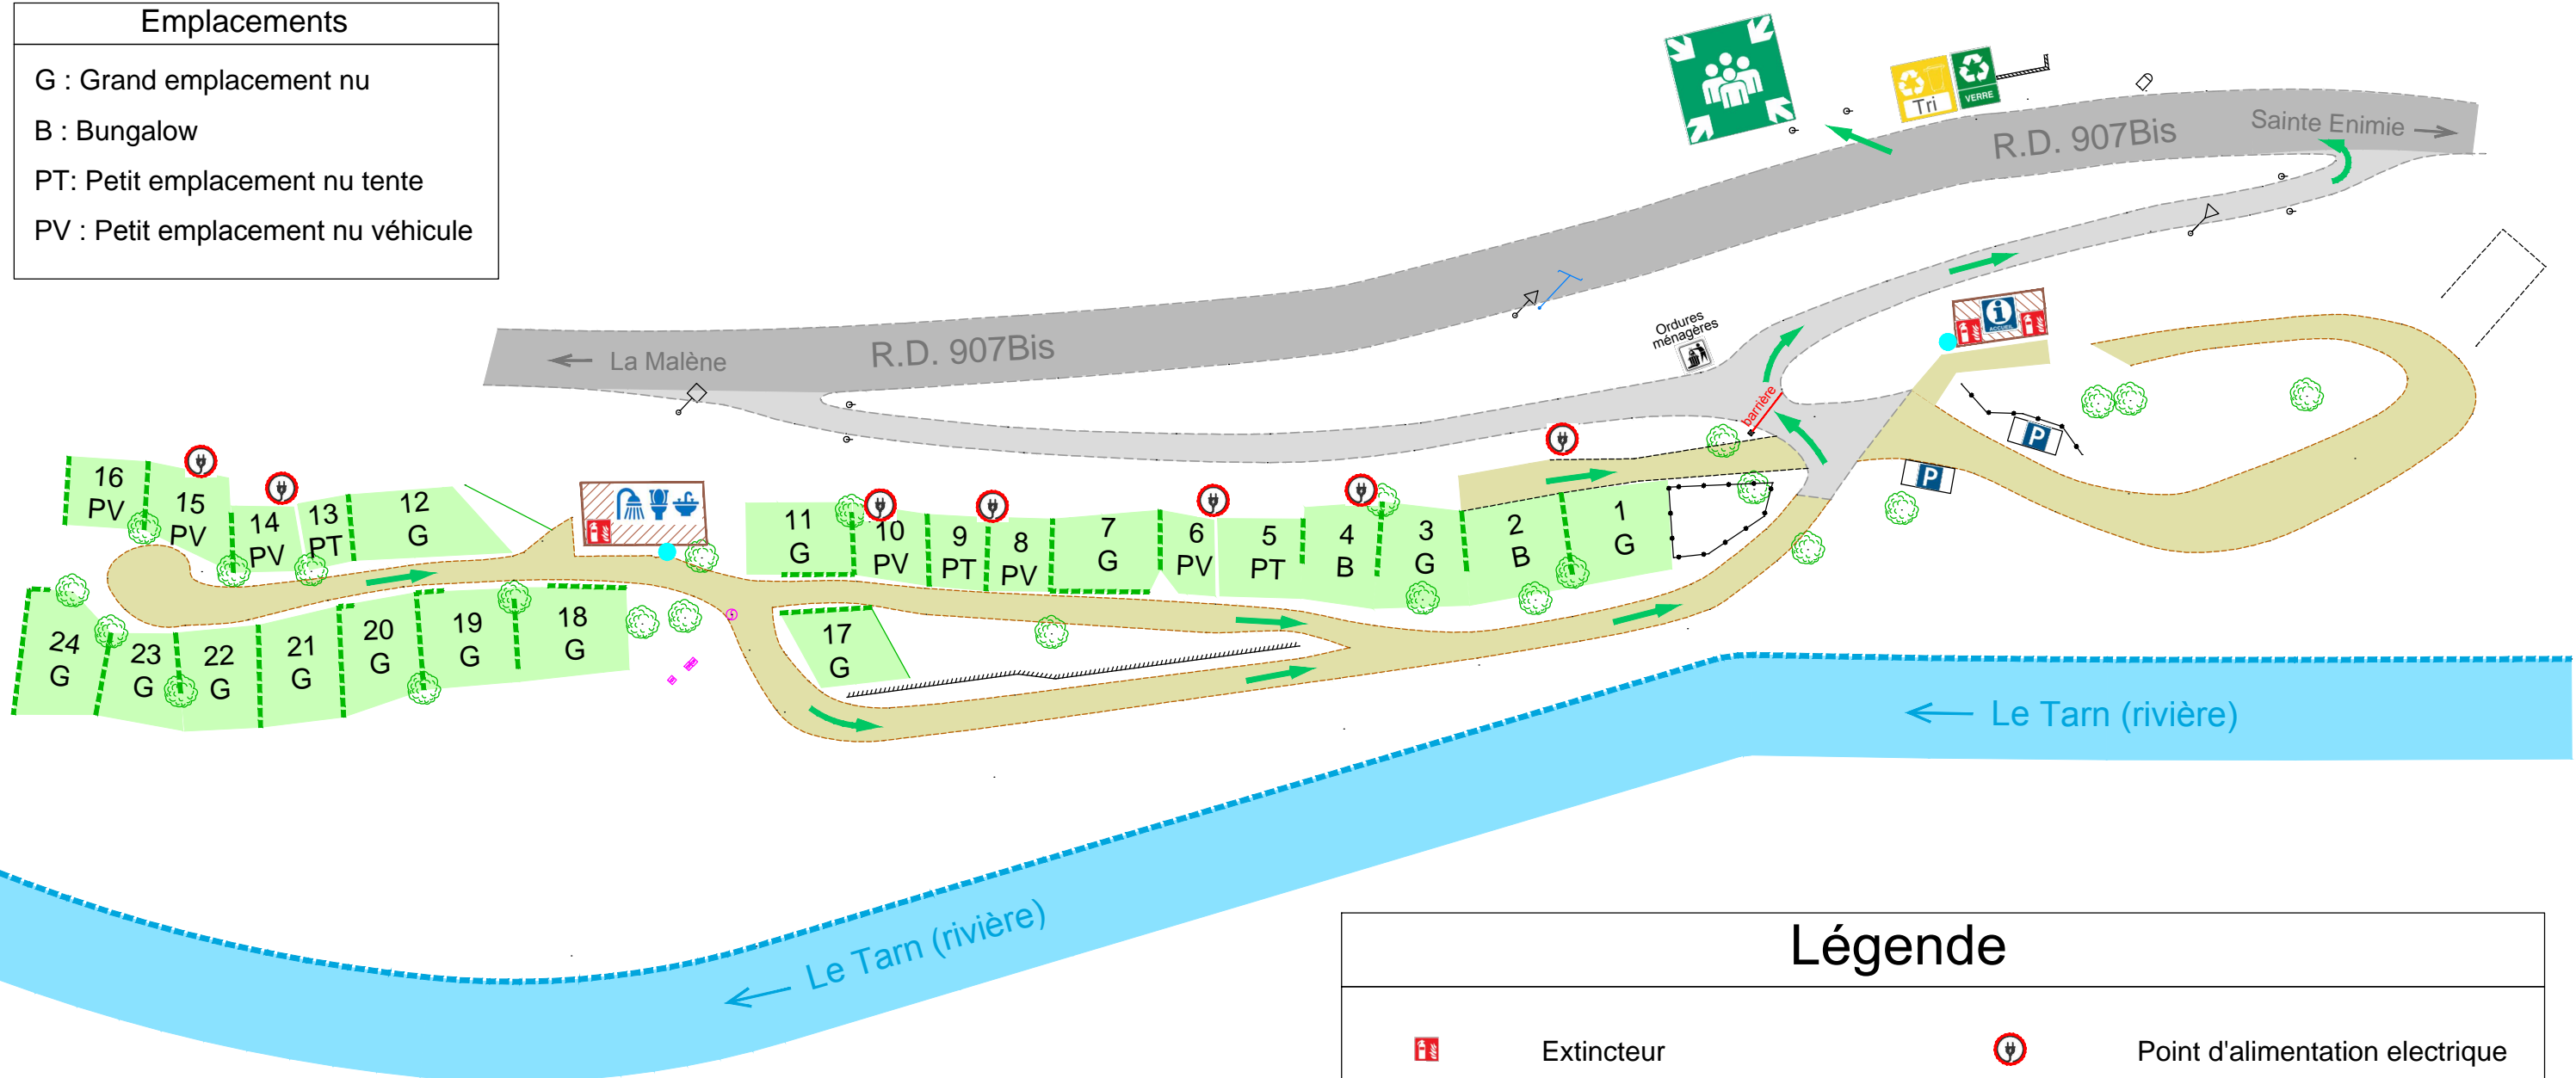 Emplacements
G : Grand emplacement nu
B : Bungalow
PT: Petit emplacement nu tente
PV : Petit emplacement nu véhicule
Tri
VERRE
R.D. 907Bis
Sainte Enimie
La Malène
R.D. 907Bis
Ordures
ménagères
barrière
ACCUEIL
P
P
16
PV
15
PV
14
PV
13
PT
12
G
11
G
10
PV
9
PT
8
PV
7
G
6
PV
5
PT
4
B
3
G
2
B
1
G
24
G
23
G
22
G
21
G
20
G
19
G
18
G
17
G
Le Tarn (rivière)
Le Tarn (rivière)
Légende
Extincteur
Point d'alimentation electrique